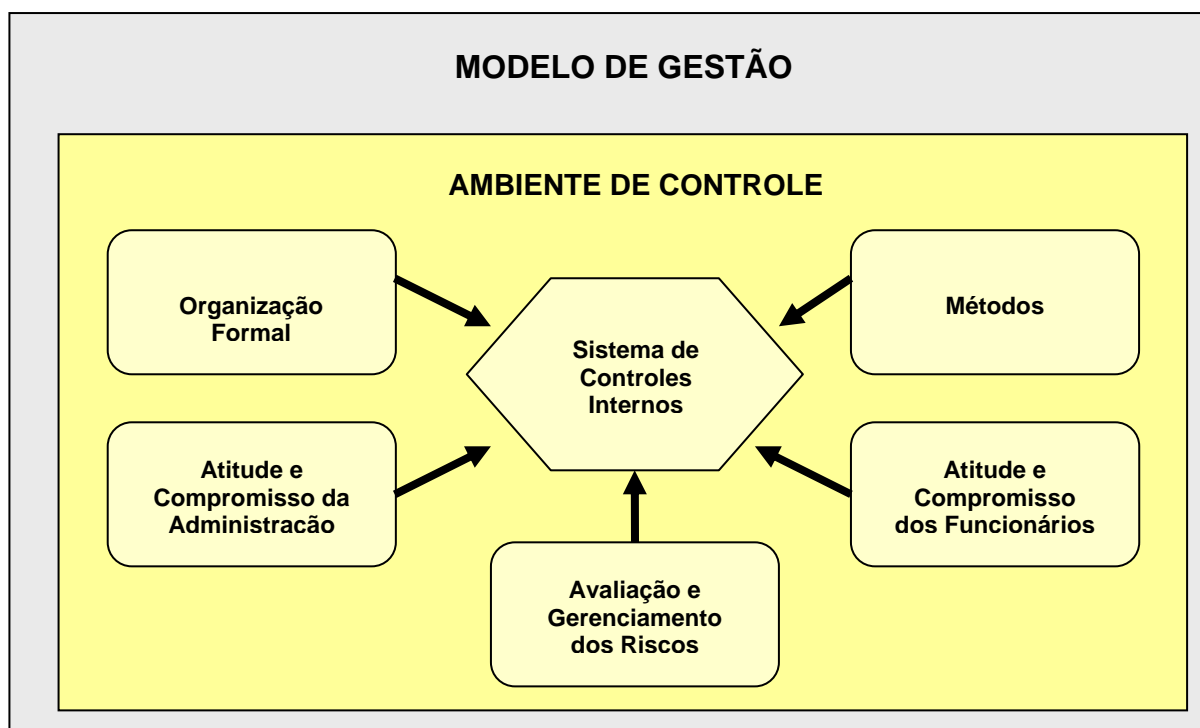 MODELO DE GESTÃO
AMBIENTE DE CONTROLE
Organização
Formal
Métodos
Sistema de
Controles
Internos
Atitude e
Compromisso da
Administracão
Atitude e
Compromisso
dos Funcionários
Avaliação e
Gerenciamento
dos Riscos